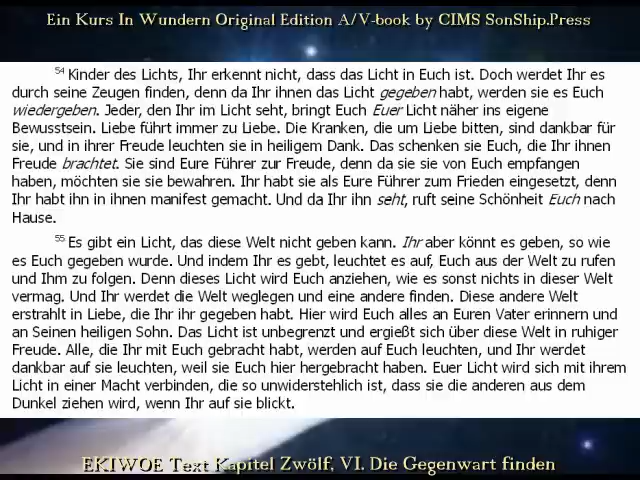 Ein Kurs In Wundern Original Edition A/V-book by CIMS SonShip.Press
54 Kinder des Lichts, Ihr erkennt nicht, dass das Licht in Euch ist. Doch werdet Ihr es
durch seine Zeugen finden, denn da Ihr ihnen das Licht gegeben habt, werden sie es Euch
wiedergeben. Jeder, den Ihr im Licht seht, bringt Euch Euer Licht näher ins eigene
Bewusstsein. Liebe führt immer zu Liebe. Die Kranken, die um Liebe bitten, sind dankbar für
sie, und in ihrer Freude leuchten sie in heiligem Dank. Das schenken sie Euch, die Ihr ihnen
Freude brachtet. Sie sind Eure Führer zur Freude, denn da sie sie von Euch empfangen
haben, möchten sie sie bewahren. Ihr habt sie als Eure Führer zum Frieden eingesetzt, denn
Ihr habt ihn in ihnen manifest gemacht. Und da Ihr ihn seht, ruft seine Schönheit Euch nach
Hause.
55 Es gibt ein Licht, das diese Welt nicht geben kann. Ihr aber könnt es geben, so wie
es Euch gegeben wurde. Und indem Ihr es gebt, leuchtet es auf, Euch aus der Welt zu rufen
und Ihm zu folgen. Denn dieses Licht wird Euch anziehen, wie es sonst nichts in dieser Welt
vermag. Und Ihr werdet die Welt weglegen und eine andere finden. Diese andere Welt
erstrahlt in Liebe, die Ihr ihr gegeben habt. Hier wird Euch alles an Euren Vater erinnern und
an Seinen heiligen Sohn. Das Licht ist unbegrenzt und ergießt sich über diese Welt in ruhiger
Freude. Alle, die Ihr mit Euch gebracht habt, werden auf Euch leuchten, und Ihr werdet
dankbar auf sie leuchten, weil sie Euch hier hergebracht haben. Euer Licht wird sich mit ihrem
Licht in einer Macht verbinden, die so unwiderstehlich ist, dass sie die anderen aus dem
Dunkel ziehen wird, wenn Ihr auf sie blickt.
EKIWOE Text Kapitel Zwölf, VI. Die Gegenwart finden